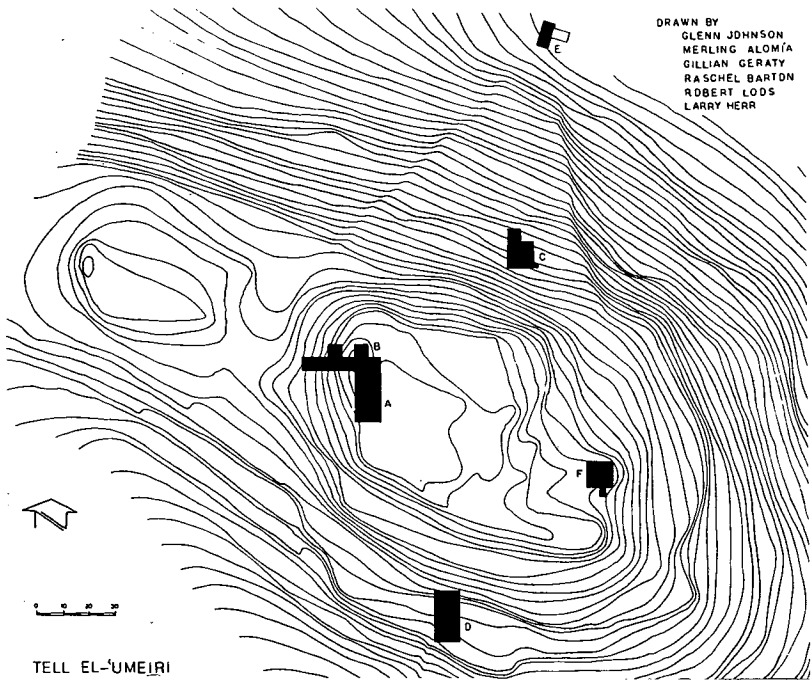 DRAWN BY
GLENN JOHNSON
MERLING ALOMÍA
GILLIAN GERATY
RASCHEL BARTON
ROBERT LODS
LARRY HERR
E
C
B
A
F
D
0 10 20 30
TELL EL-'UMEIRI